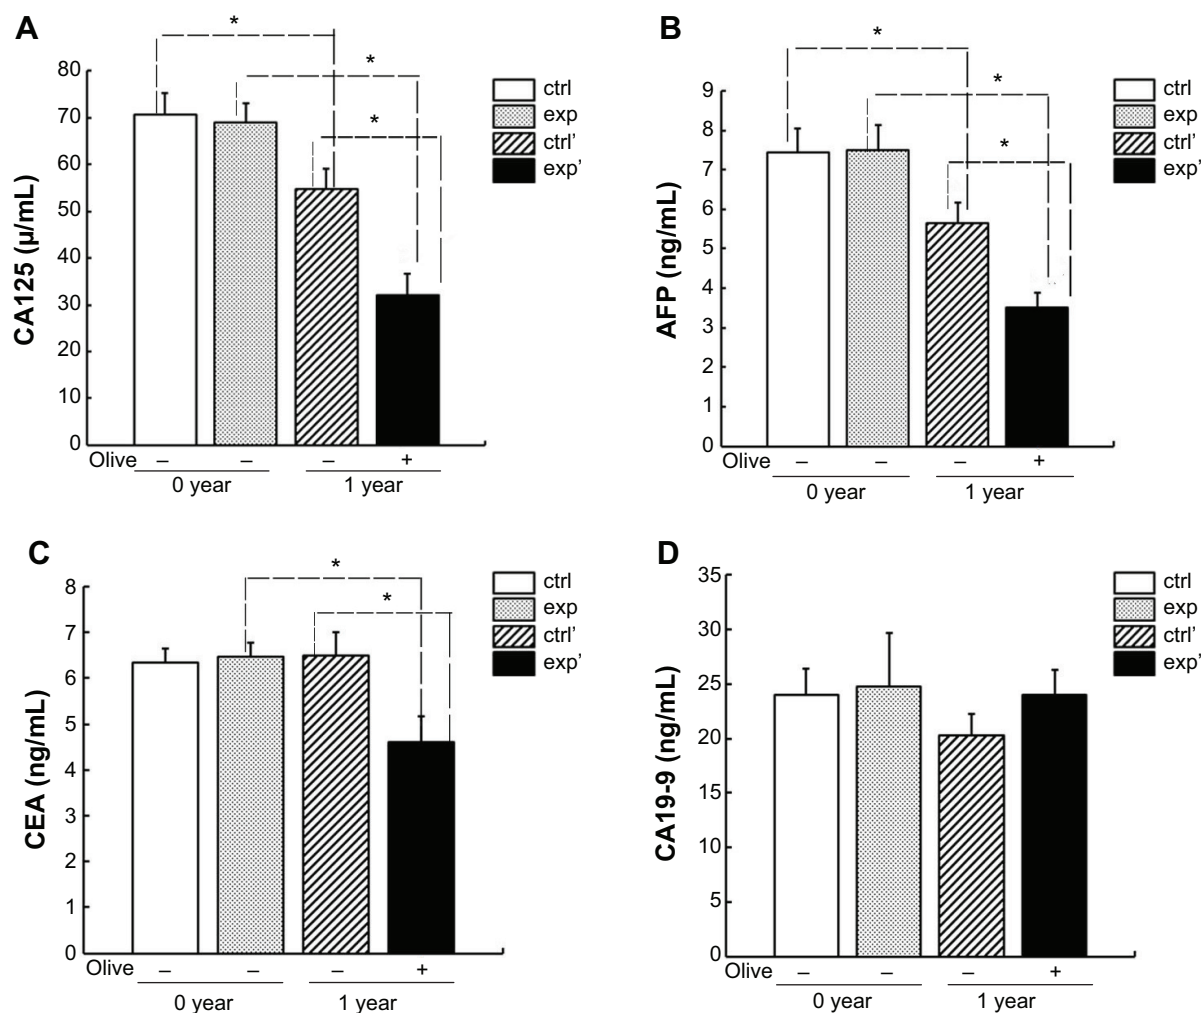 A
*
*
*
80
70
60
50
40
30
20
10
0
CA125 (µ/mL)
ctrl
exp
ctrl’
exp’
Olive – – – +
0 year 1 year
B
*
*
*
9
8
7
6
5
4
3
2
1
0
AFP (ng/mL)
ctrl
exp
ctrl’
exp’
Olive – – – +
0 year 1 year
C
*
*
8
7
6
5
4
3
2
1
0
CEA (ng/mL)
ctrl
exp
ctrl’
exp’
Olive – – – +
0 year 1 year
D
35
30
25
20
15
10
5
0
CA19-9 (ng/mL)
ctrl
exp
ctrl’
exp’
Olive – – – +
0 year 1 year